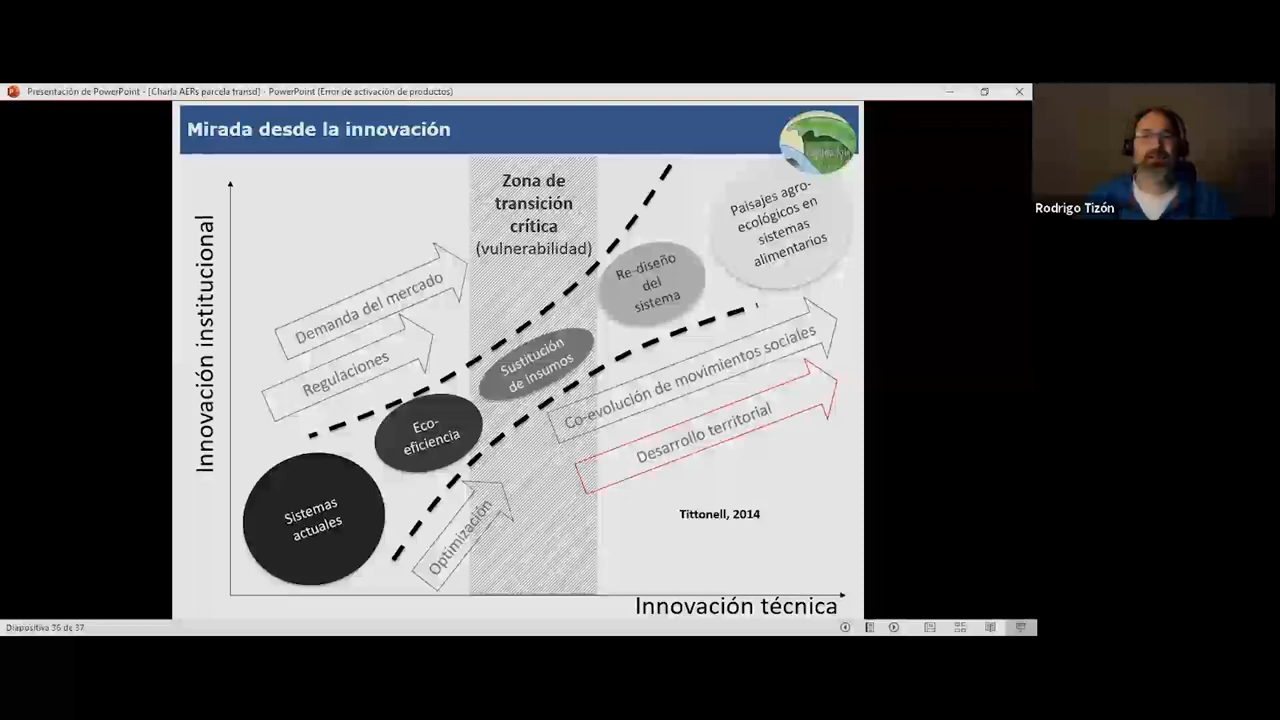 Presentación de PowerPoint - [Charla AERs parcela transd] - PowerPoint (Error de activación de productos)
Mirada desde la innovación
Rodrigo Tizón
Innovación institucional
Zona de
transición
crítica
(vulnerabilidad)
Paisajes agro-
ecológicos en
sistemas
alimentarios
Re-diseño
del
sistema
Demanda del mercado
Regulaciones
Sustitución
de insumos
Eco-
eficiencia
Sistemas
actuales
Co-evolución de movimientos sociales
Desarrollo territorial
Optimización
Tittonell, 2014
Innovación técnica
Diapositiva 36 de 37